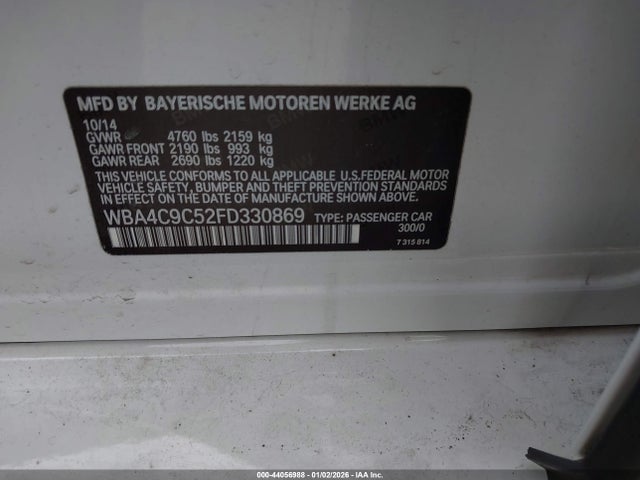 MFD BY BAYERISCHE MOTOREN WERKE AG
10/14
GVWR 4760 lbs 2159 kg
GAWR FRONT 2190 lbs 993 kg
GAWR REAR 2690 lbs 1220 kg
THIS VEHICLE CONFORMS TO ALL APPLICABLE U.S.FEDERAL MOTOR
VEHICLE SAFETY, BUMPER, AND THEFT PREVENTION STANDARDS
IN EFFECT ON THE DATE OF MANUFACTURE SHOWN ABOVE.
WBA4C9C52FD330869 TYPE: PASSENGER CAR
300/0
7 315 814
000-44056988 - 01/02/2026 - IAA Inc.